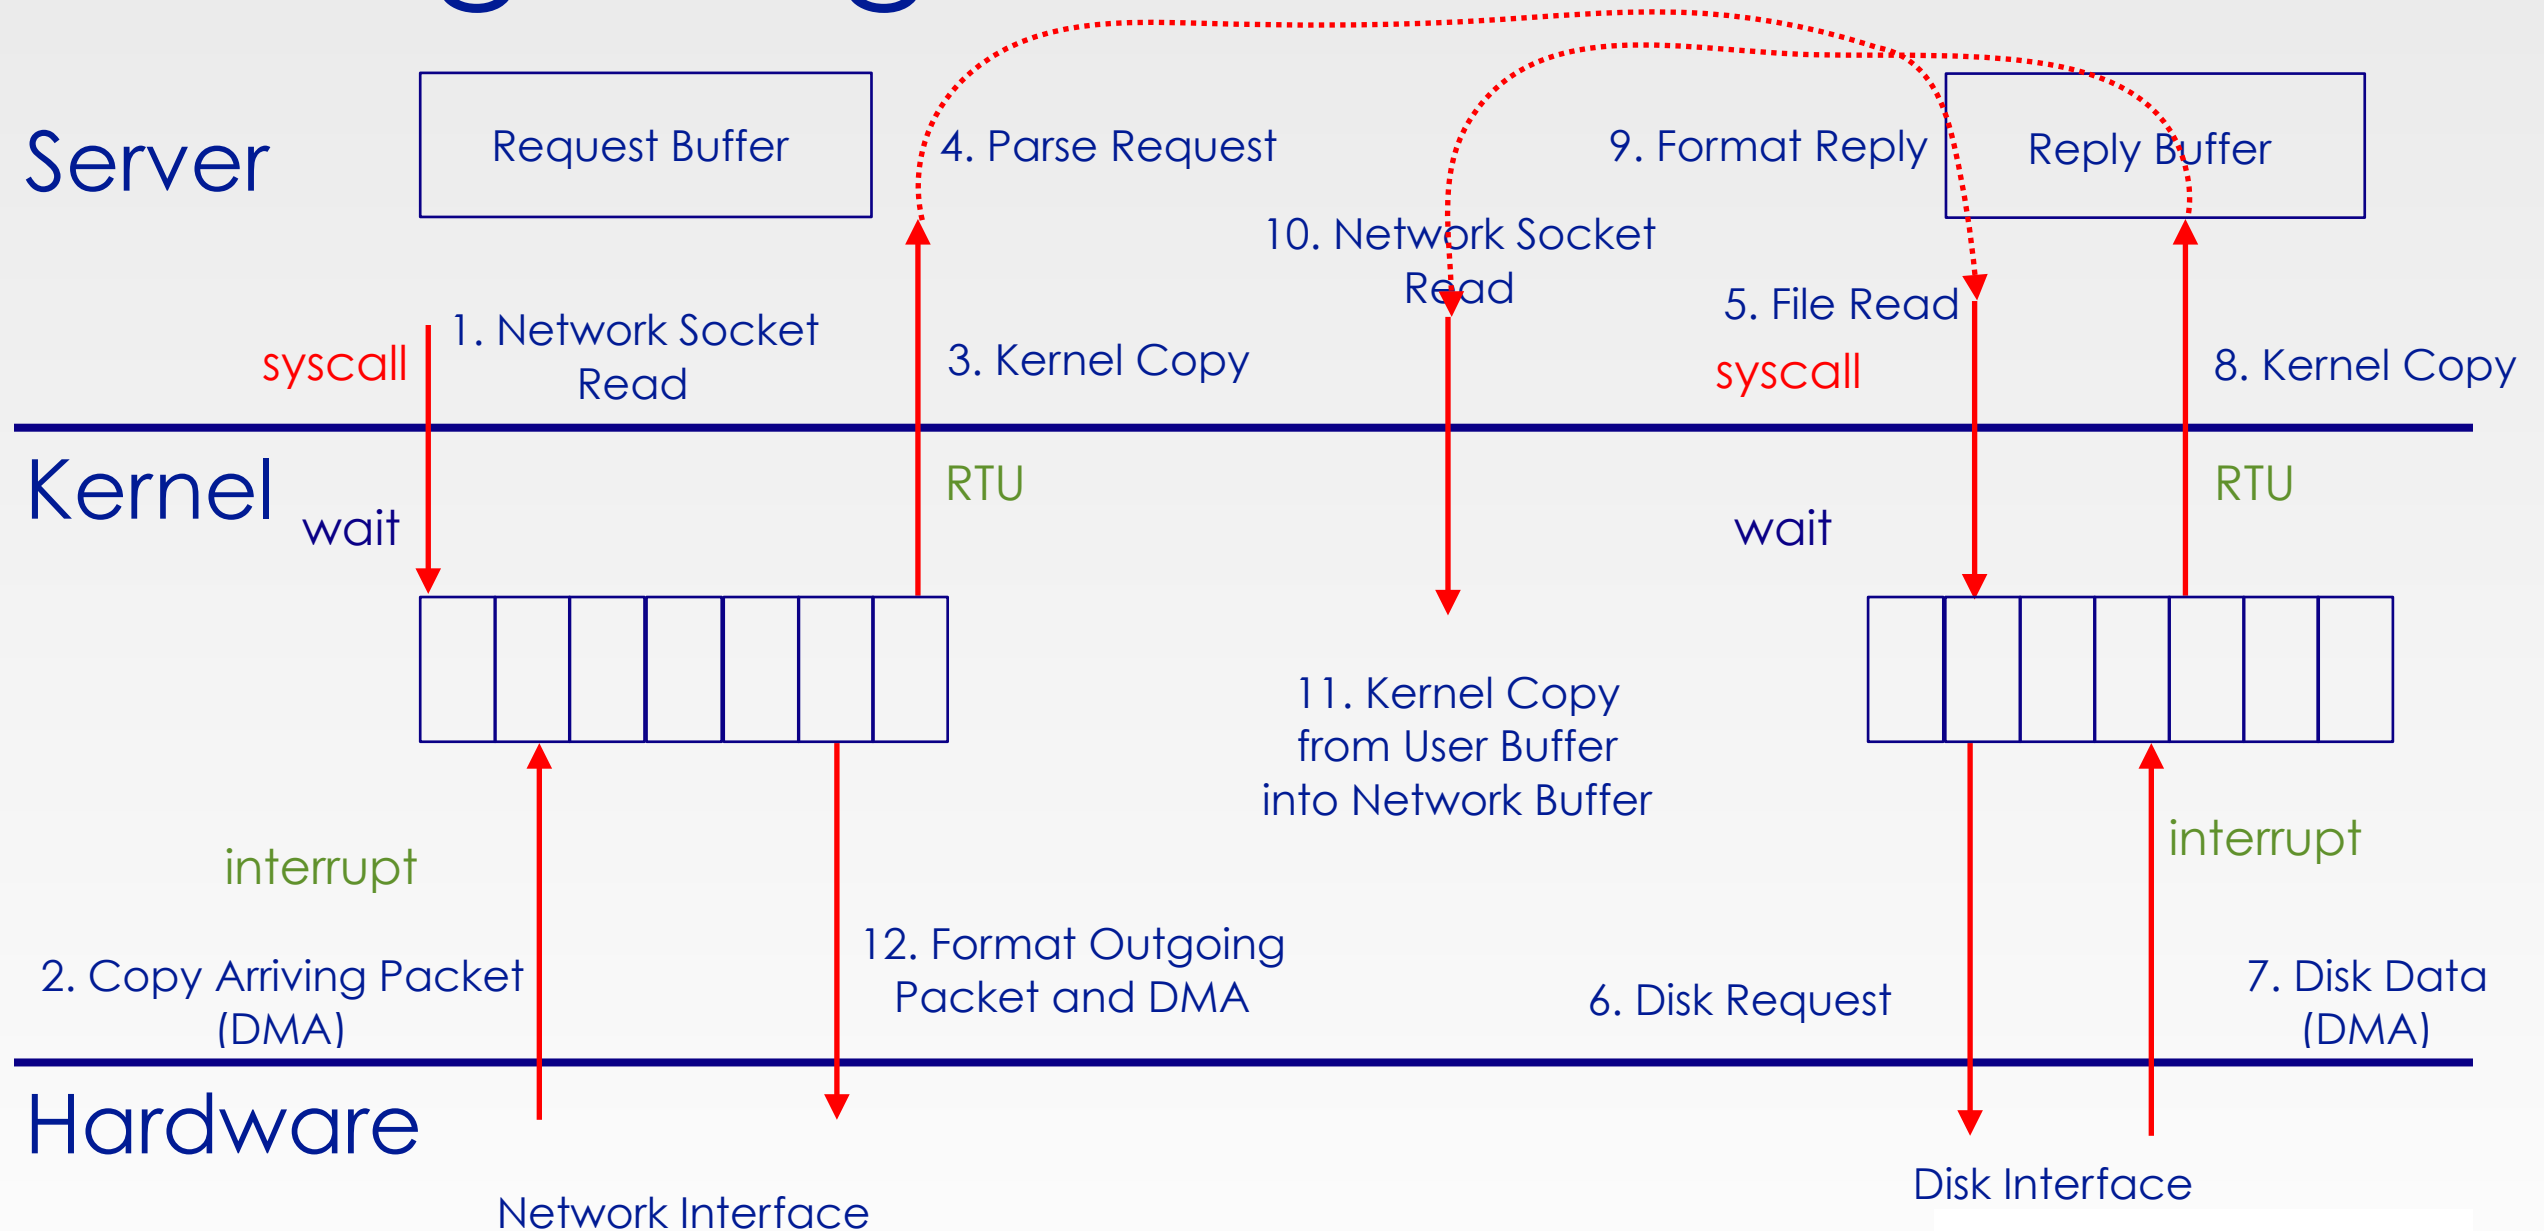 Server
Request Buffer
4. Parse Request
9. Format Reply
Reply Buffer
10. Network Socket
Read
syscall
1. Network Socket
Read
3. Kernel Copy
5. File Read
syscall
8. Kernel Copy
Kernel
wait
RTU
wait
RTU
11. Kernel Copy
from User Buffer
into Network Buffer
interrupt
interrupt
2. Copy Arriving Packet
(DMA)
12. Format Outgoing
Packet and DMA
6. Disk Request
7. Disk Data
(DMA)
Hardware
Network Interface
Disk Interface